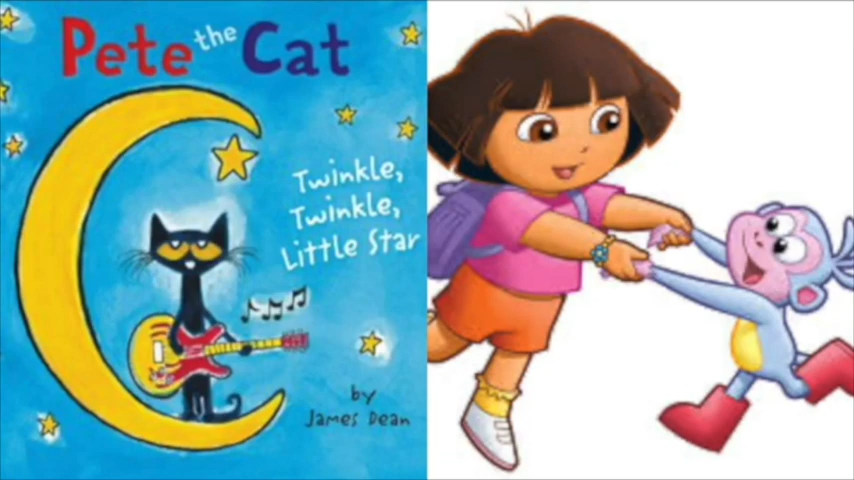 Pete the Cat
Twinkle,
Twinkle,
Little Star
by
James Dean